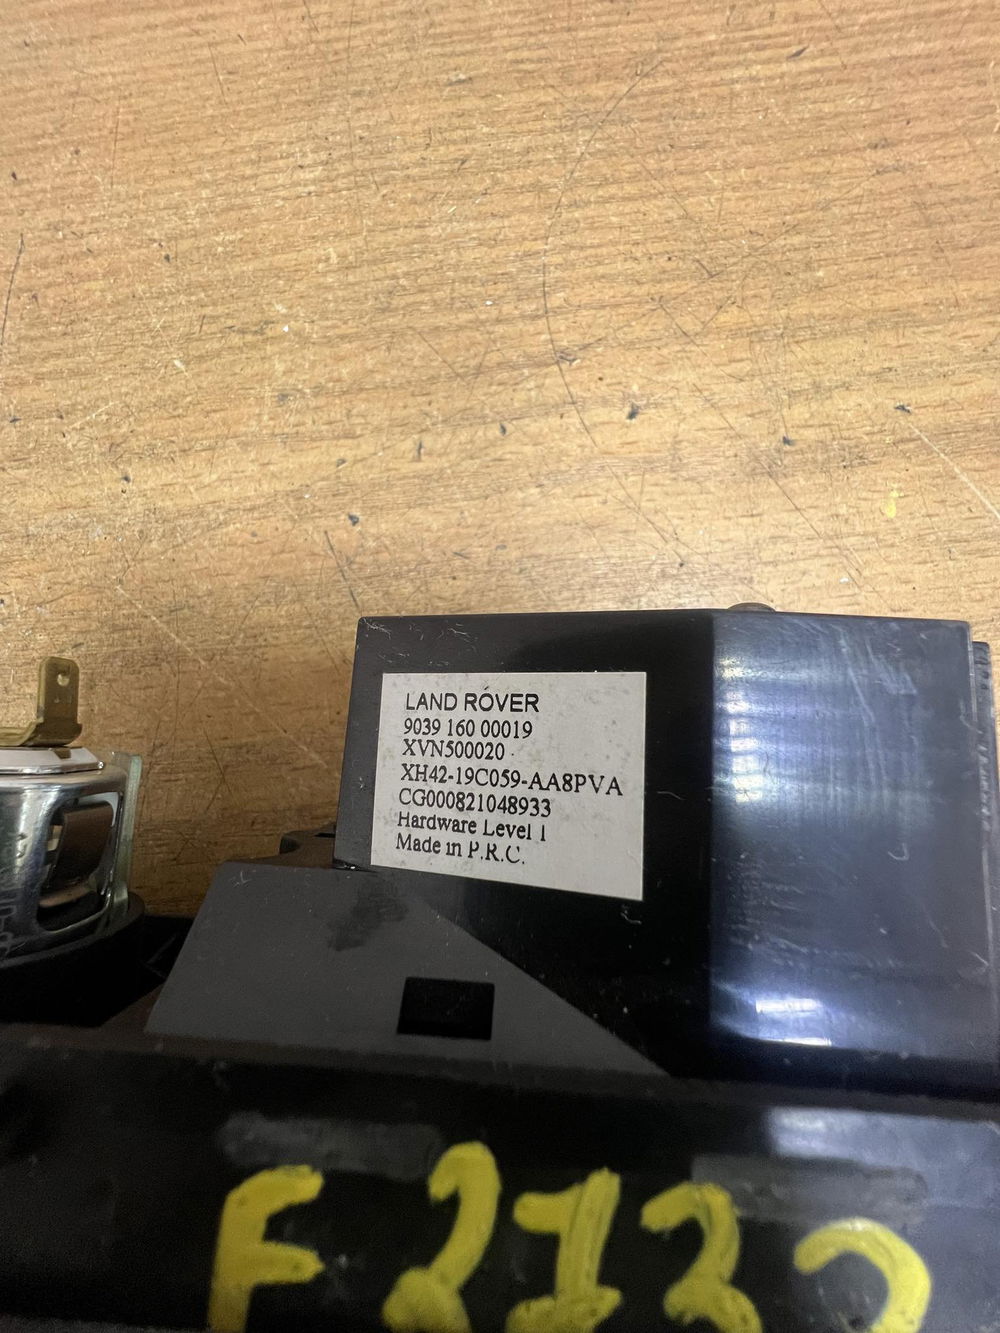 LAND ROVER
9039 160 00019
XVN500020
XH42-19C059-AA8PVA
CG000821048933
Hardware Level 1
Made in P.R.C.